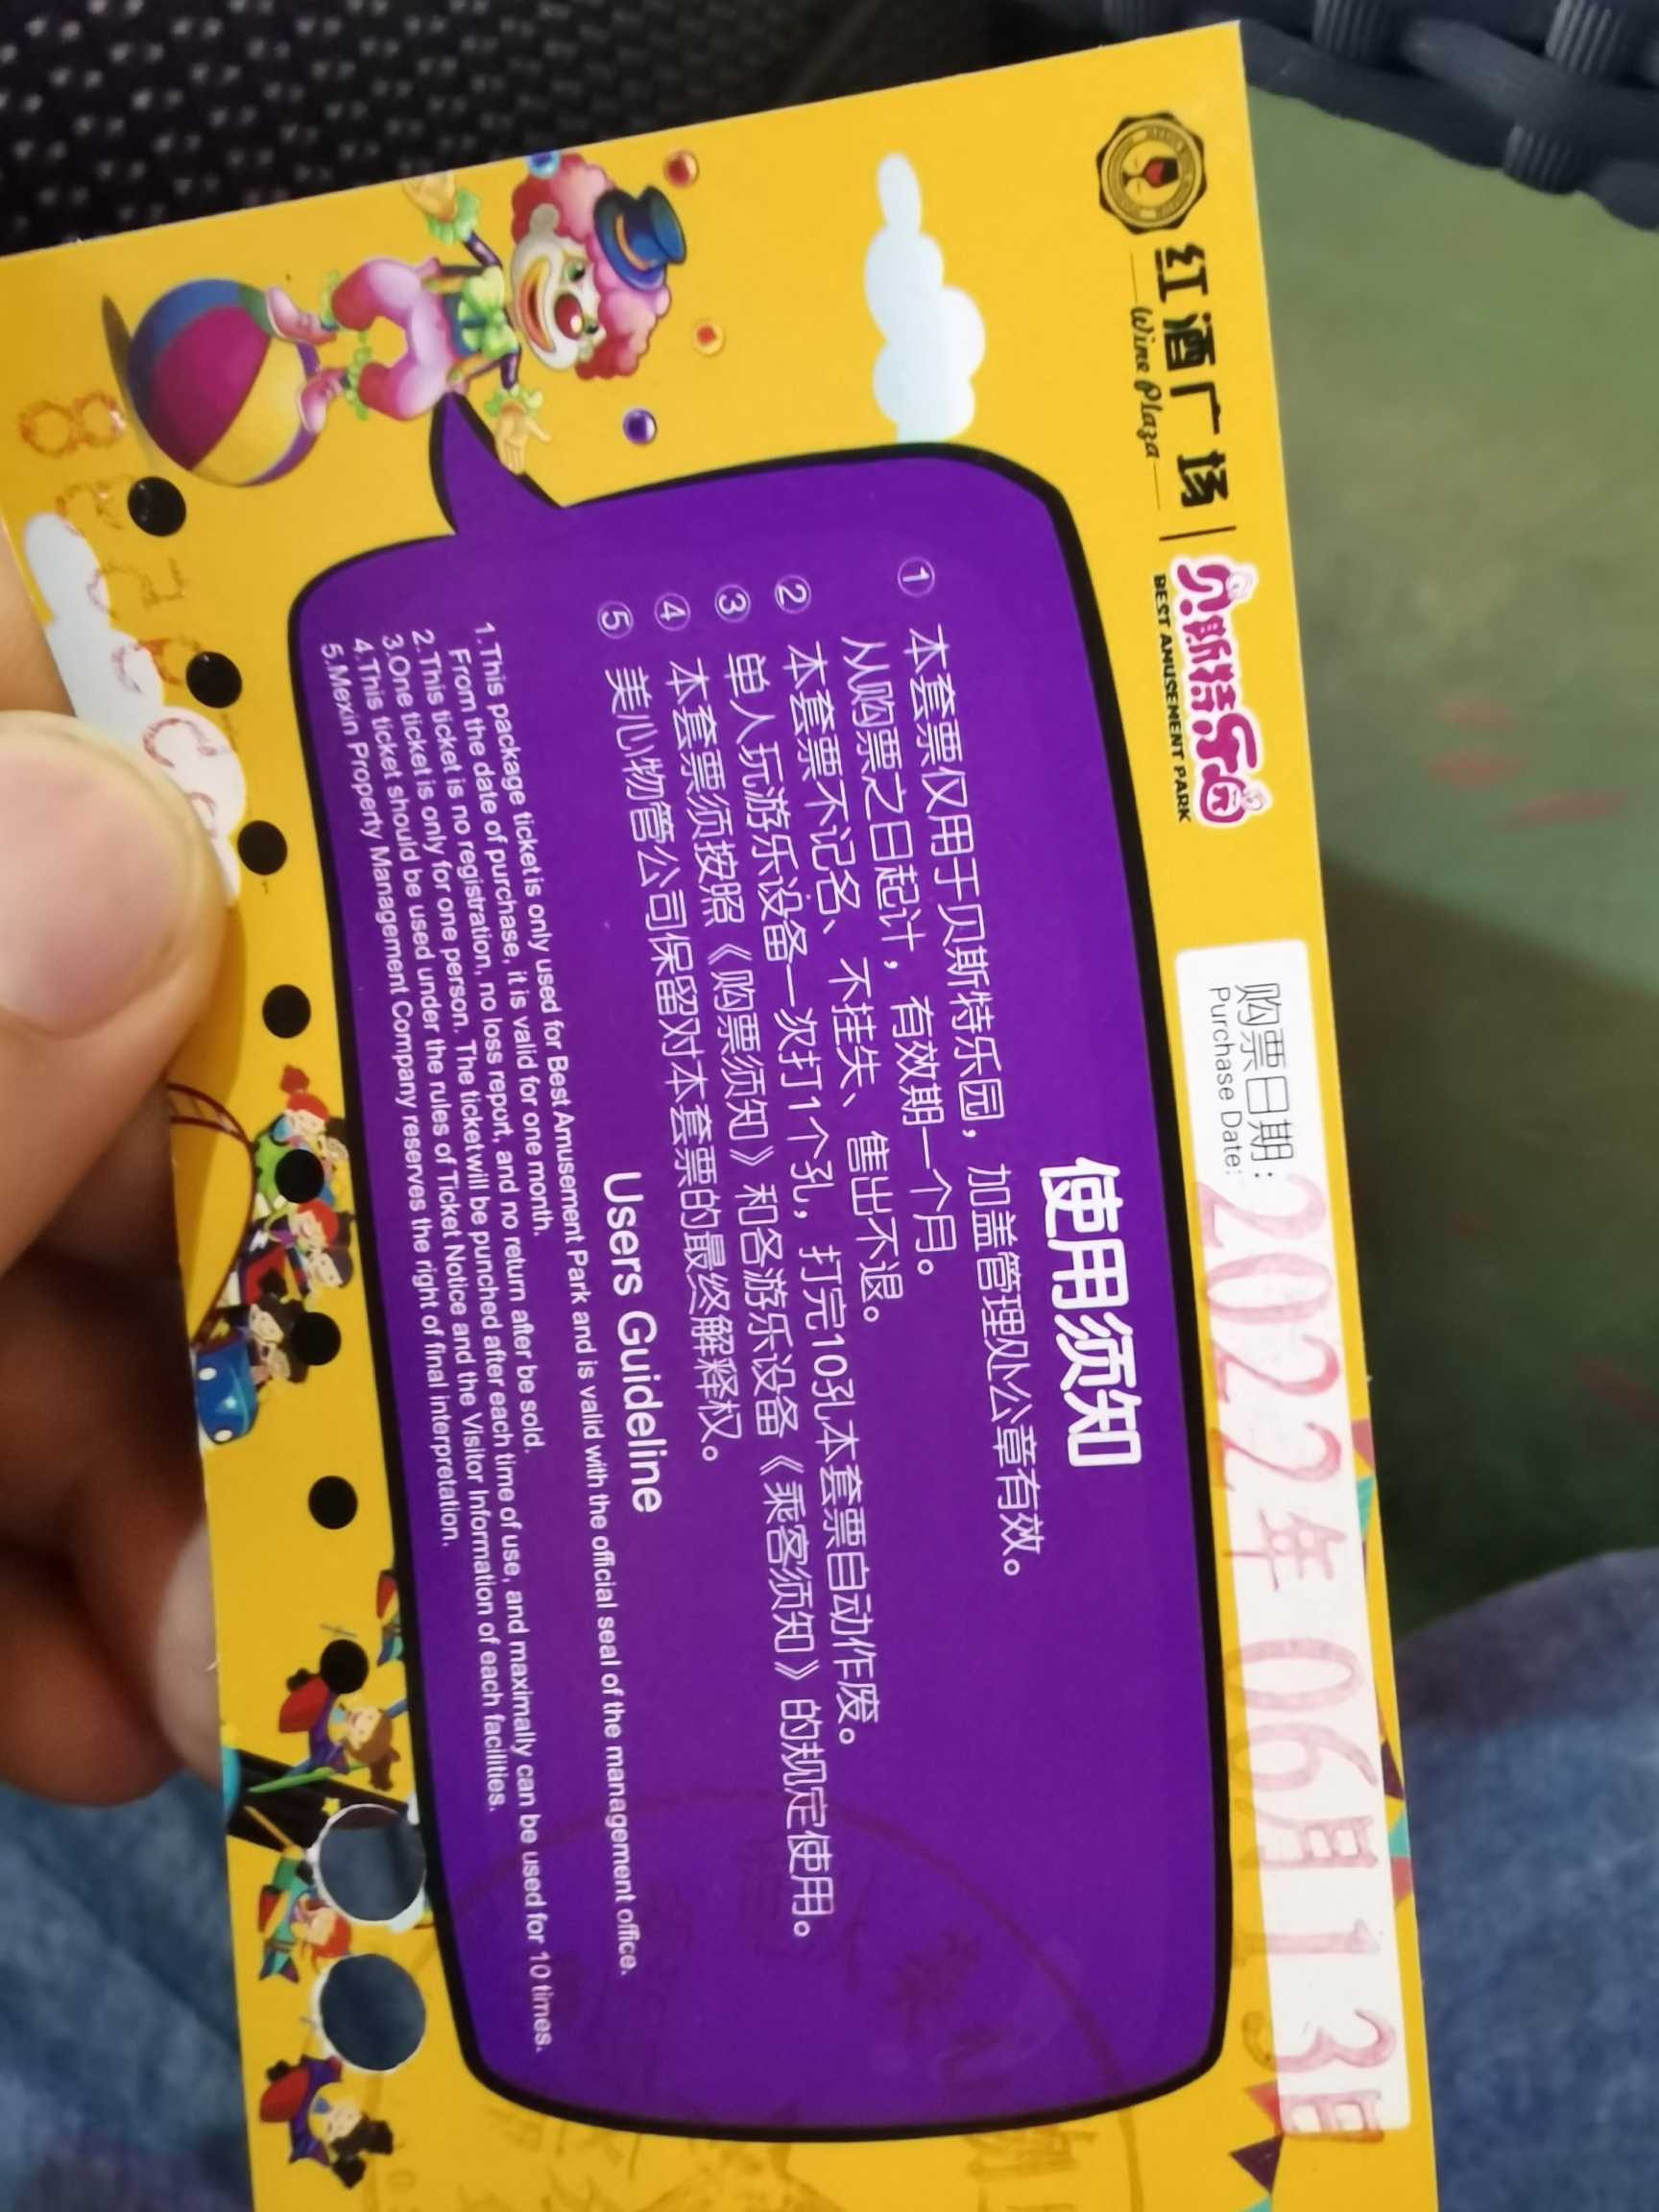 红酒广场
Wine Plaza
贝斯特乐园
BEST AMUSEMENT PARK
购票日期：2022年06月13日
Purchase Date:
使用须知
① 本套票仅用于贝斯特乐园，加盖管理处公章有效。
从购票之日起计，有效期一个月。
② 本套票不记名、不挂失、售出不退。
③ 单人玩游乐设备一次打1个孔，打完10孔本套票自动作废。
④ 本套票须按照《购票须知》和各游乐设备《乘客须知》的规定使用。
⑤ 美心物管公司保留对本套票的最终解释权。
Users Guideline
1.This package ticket is only used for Best Amusement Park and is valid with the official seal of the management office.
From the date of purchase, it is valid for one month.
2.This ticket is no registration, no loss report, and no return after be sold.
3.One ticket is only for one person. The ticket will be punched after each time of use, and maximally can be used for 10 times.
4.This ticket should be used under the rules of Ticket Notice and the Visitor Information of each facilities.
5.Mexin Property Management Company reserves the right of final interpretation.